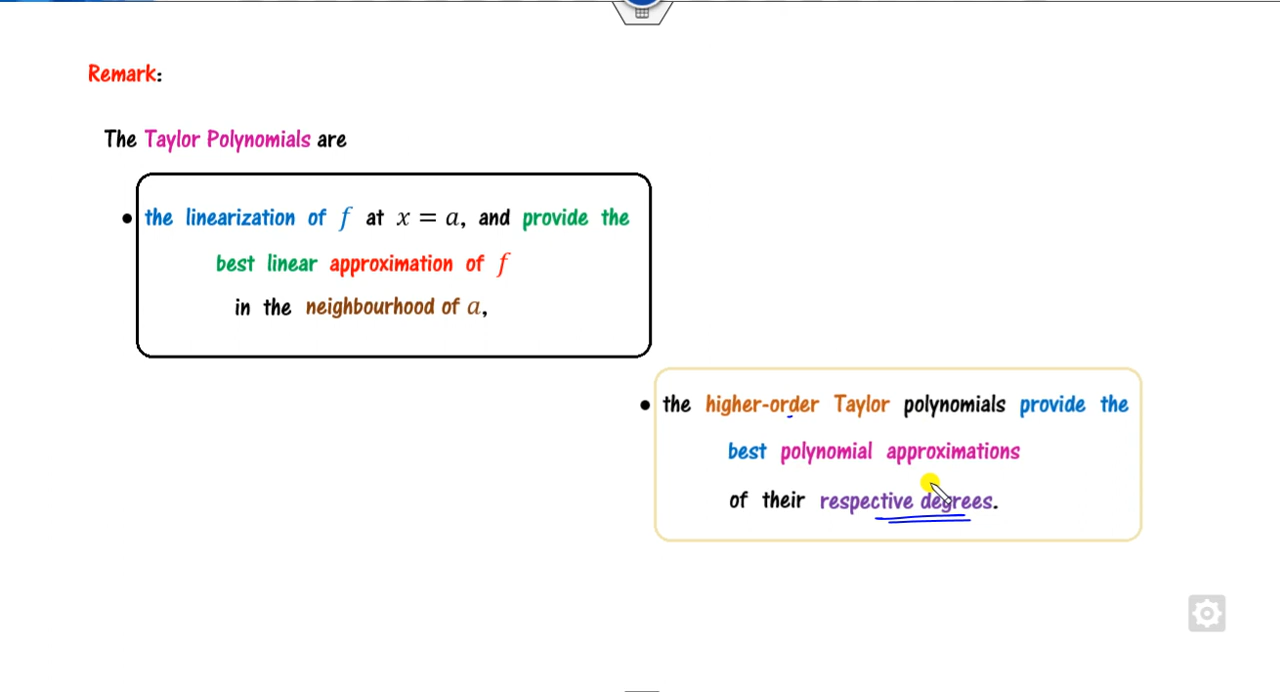 Remark:
The Taylor Polynomials are
• the linearization of f at x = a, and provide the
best linear approximation of f
in the neighbourhood of a,
• the higher-order Taylor polynomials provide the
best polynomial approximations
of their respective degrees.